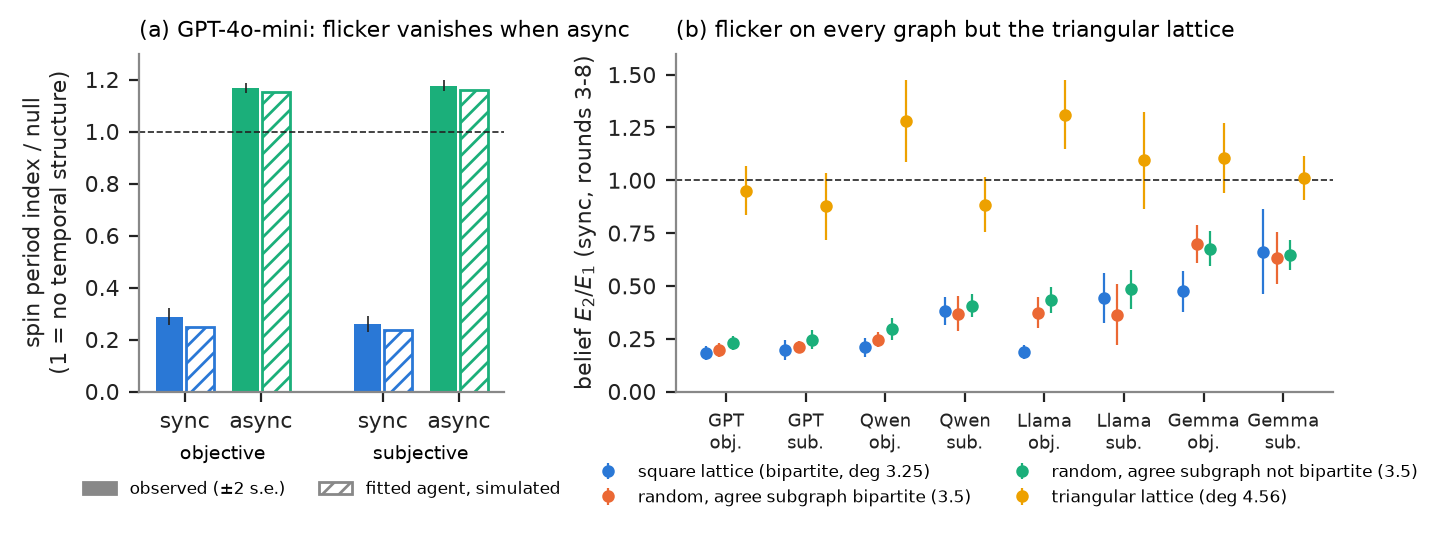 (a) GPT-4o-mini: flicker vanishes when async
spin period index / null
(1 = no temporal structure)
1.2
1.0
0.8
0.6
0.4
0.2
0.0
sync
async
sync
async
objective
subjective
observed (±2 s.e.)
fitted agent, simulated
(b) flicker on every graph but the triangular lattice
belief E₂/E₁ (sync, rounds 3-8)
1.50
1.25
1.00
0.75
0.50
0.25
0.00
GPT
obj.
GPT
sub.
Qwen
obj.
Qwen
sub.
Llama
obj.
Llama
sub.
Gemma
obj.
Gemma
sub.
square lattice (bipartite, deg 3.25)
random, agree subgraph bipartite (3.5)
random, agree subgraph not bipartite (3.5)
triangular lattice (deg 4.56)